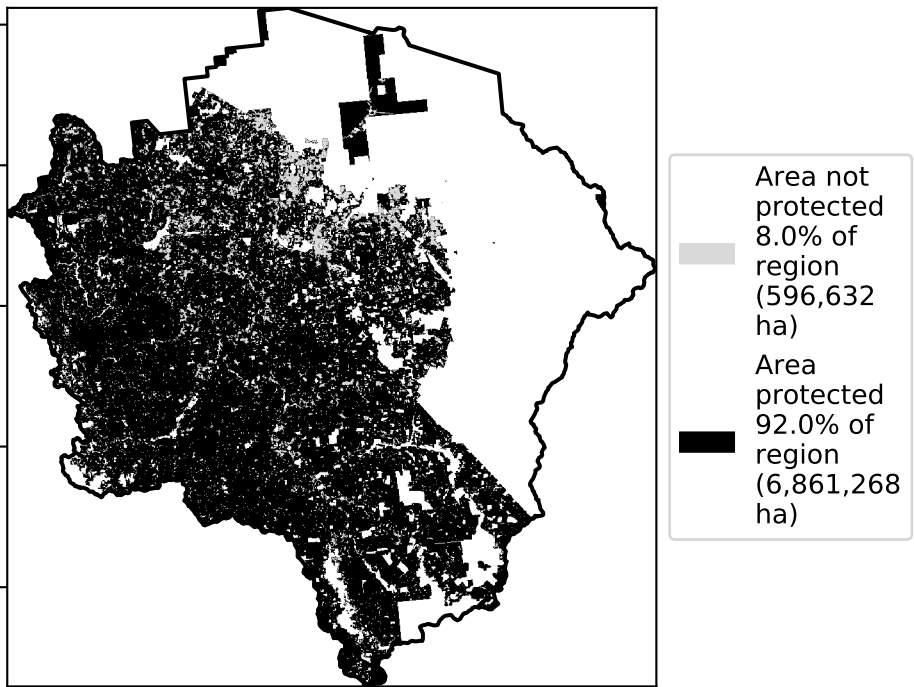 Area not
protected
8.0% of
region
(596,632
ha)
Area
protected
92.0% of
region
(6,861,268
ha)